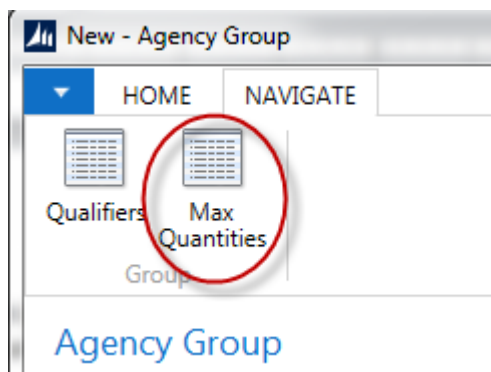 New - Agency Group
HOME NAVIGATE
Qualifiers Max
Quantities
Group
Agency Group